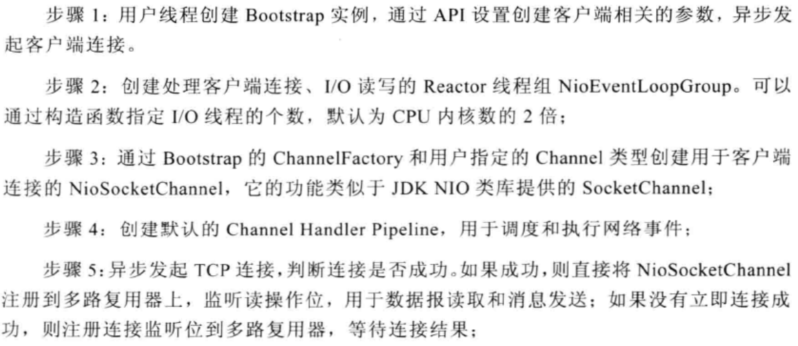 步骤 1：用户线程创建 Bootstrap 实例，通过 API 设置创建客户端相关的参数，异步发
起客户端连接。
步骤 2：创建处理客户端连接、I/O 读写的 Reactor 线程组 NioEventLoopGroup。可以
通过构造函数指定 I/O 线程的个数，默认为 CPU 内核数的 2 倍；
步骤 3：通过 Bootstrap 的 ChannelFactory 和用户指定的 Channel 类型创建用于客户端
连接的 NioSocketChannel，它的功能类似于 JDK NIO 类库提供的 SocketChannel；
步骤 4：创建默认的 Channel Handler Pipeline，用于调度和执行网络事件；
步骤 5：异步发起 TCP 连接，判断连接是否成功。如果成功，则直接将 NioSocketChannel
注册到多路复用器上，监听读操作位，用于数据报读取和消息发送；如果没有立即连接成
功，则注册连接监听位到多路复用器，等待连接结果；